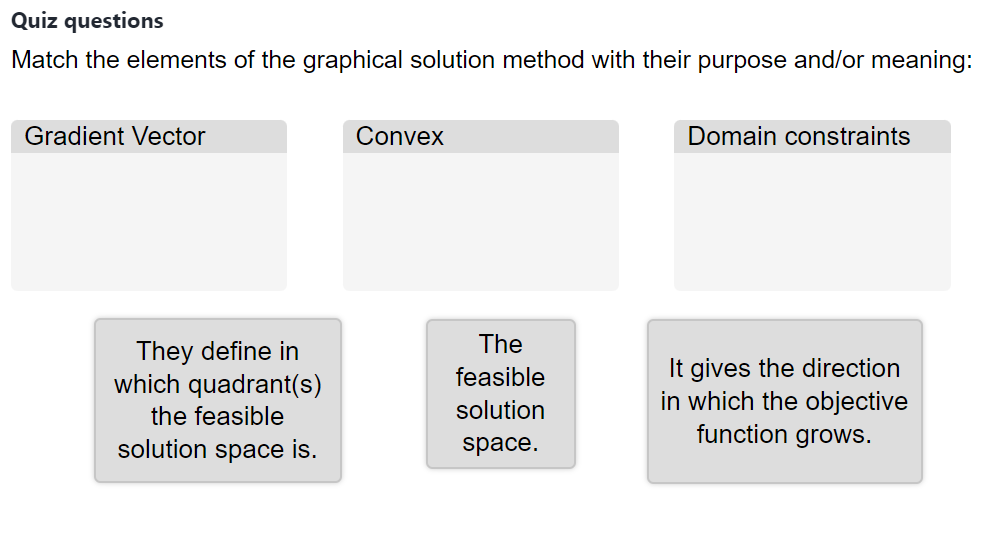 Quiz questions
Match the elements of the graphical solution method with their purpose and/or meaning:
Gradient Vector
Convex
Domain constraints
They define in
which quadrant(s)
the feasible
solution space is.
The
feasible
solution
space.
It gives the direction
in which the objective
function grows.